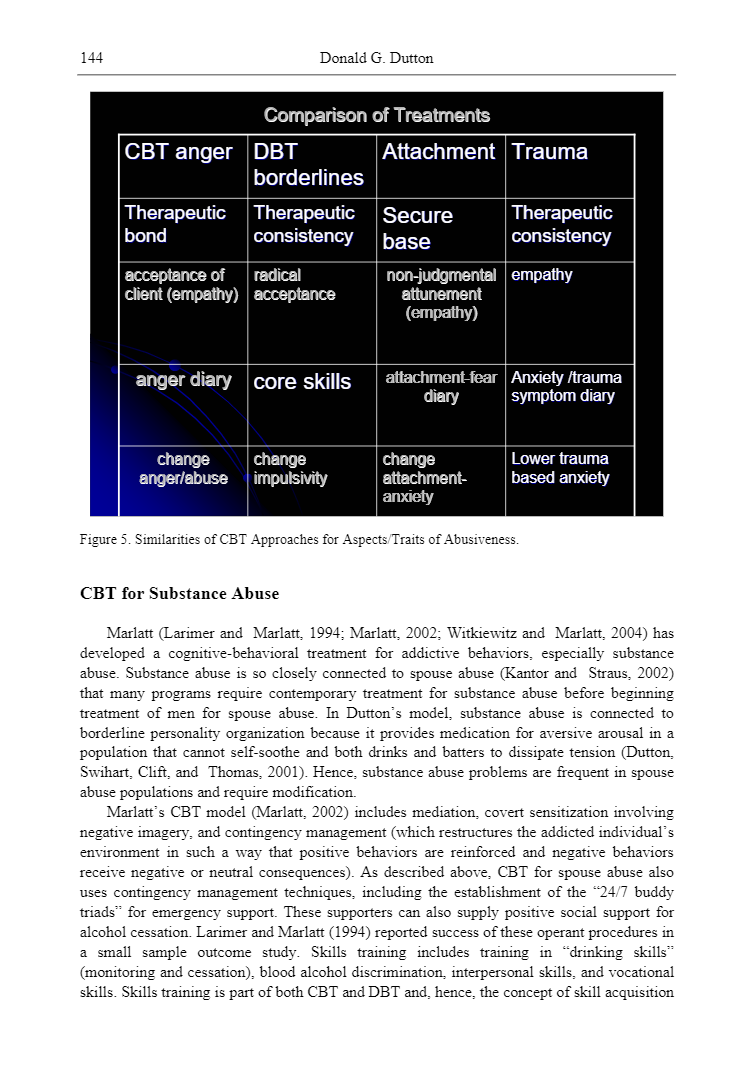 144 Donald G. Dutton
Comparison of Treatments
CBT anger DBT borderlines Attachment Trauma
Therapeutic bond Therapeutic consistency Secure base Therapeutic consistency
acceptance of client (empathy) radical acceptance non-judgmental attunement (empathy) empathy
anger diary core skills attachment-fear diary Anxiety /trauma symptom diary
change anger/abuse change impulsivity change attachment-anxiety Lower trauma based anxiety
Figure 5. Similarities of CBT Approaches for Aspects/Traits of Abusiveness.
CBT for Substance Abuse
Marlatt (Larimer and Marlatt, 1994; Marlatt, 2002; Witkiewitz and Marlatt, 2004) has
developed a cognitive-behavioral treatment for addictive behaviors, especially substance
abuse. Substance abuse is so closely connected to spouse abuse (Kantor and Straus, 2002)
that many programs require contemporary treatment for substance abuse before beginning
treatment of men for spouse abuse. In Dutton’s model, substance abuse is connected to
borderline personality organization because it provides medication for aversive arousal in a
population that cannot self-soothe and both drinks and batters to dissipate tension (Dutton,
Swihart, Clift, and Thomas, 2001). Hence, substance abuse problems are frequent in spouse
abuse populations and require modification.
Marlatt’s CBT model (Marlatt, 2002) includes mediation, covert sensitization involving
negative imagery, and contingency management (which restructures the addicted individual’s
environment in such a way that positive behaviors are reinforced and negative behaviors
receive negative or neutral consequences). As described above, CBT for spouse abuse also
uses contingency management techniques, including the establishment of the “24/7 buddy
triads” for emergency support. These supporters can also supply positive social support for
alcohol cessation. Larimer and Marlatt (1994) reported success of these operant procedures in
a small sample outcome study. Skills training includes training in “drinking skills”
(monitoring and cessation), blood alcohol discrimination, interpersonal skills, and vocational
skills. Skills training is part of both CBT and DBT and, hence, the concept of skill acquisition